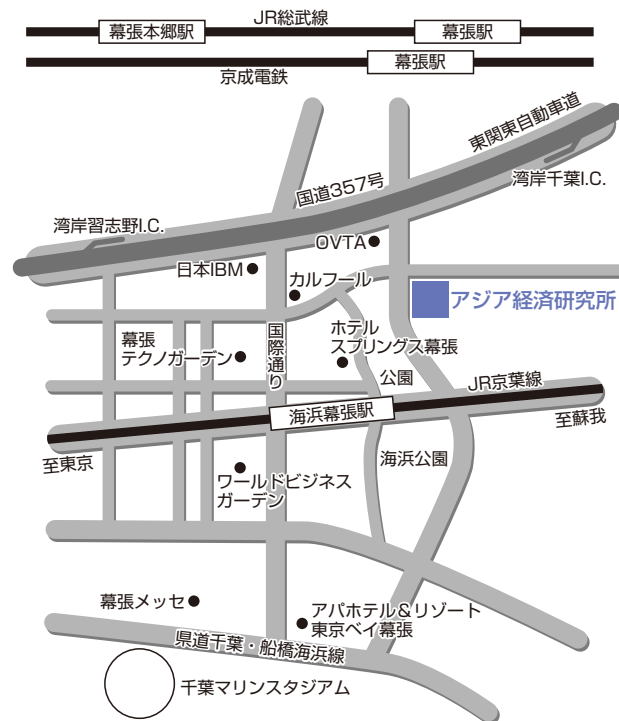 JR総武線
幕張本郷駅
幕張駅
幕張駅
京成電鉄
東関東自動車道
国道357号
湾岸千葉I.C.
湾岸習志野I.C.
OVTA
日本IBM
カルフール
アジア経済研究所
国際通り
幕張
テクノガーデン
ホテル
スプリングス幕張
公園
JR京葉線
海浜幕張駅
至蘇我
至東京
海浜公園
ワールドビジネス
ガーデン
幕張メッセ
アパホテル＆リゾート
東京ベイ幕張
県道千葉・船橋海浜線
千葉マリンスタジアム